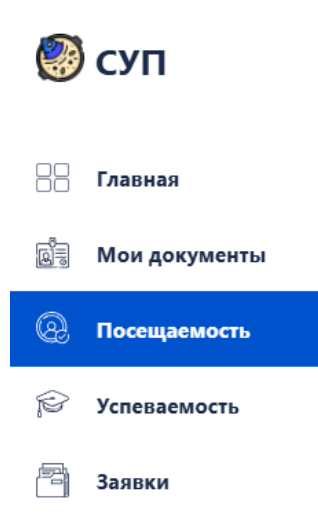 СУП
Главная
Мои документы
Посещаемость
Успеваемость
Заявки